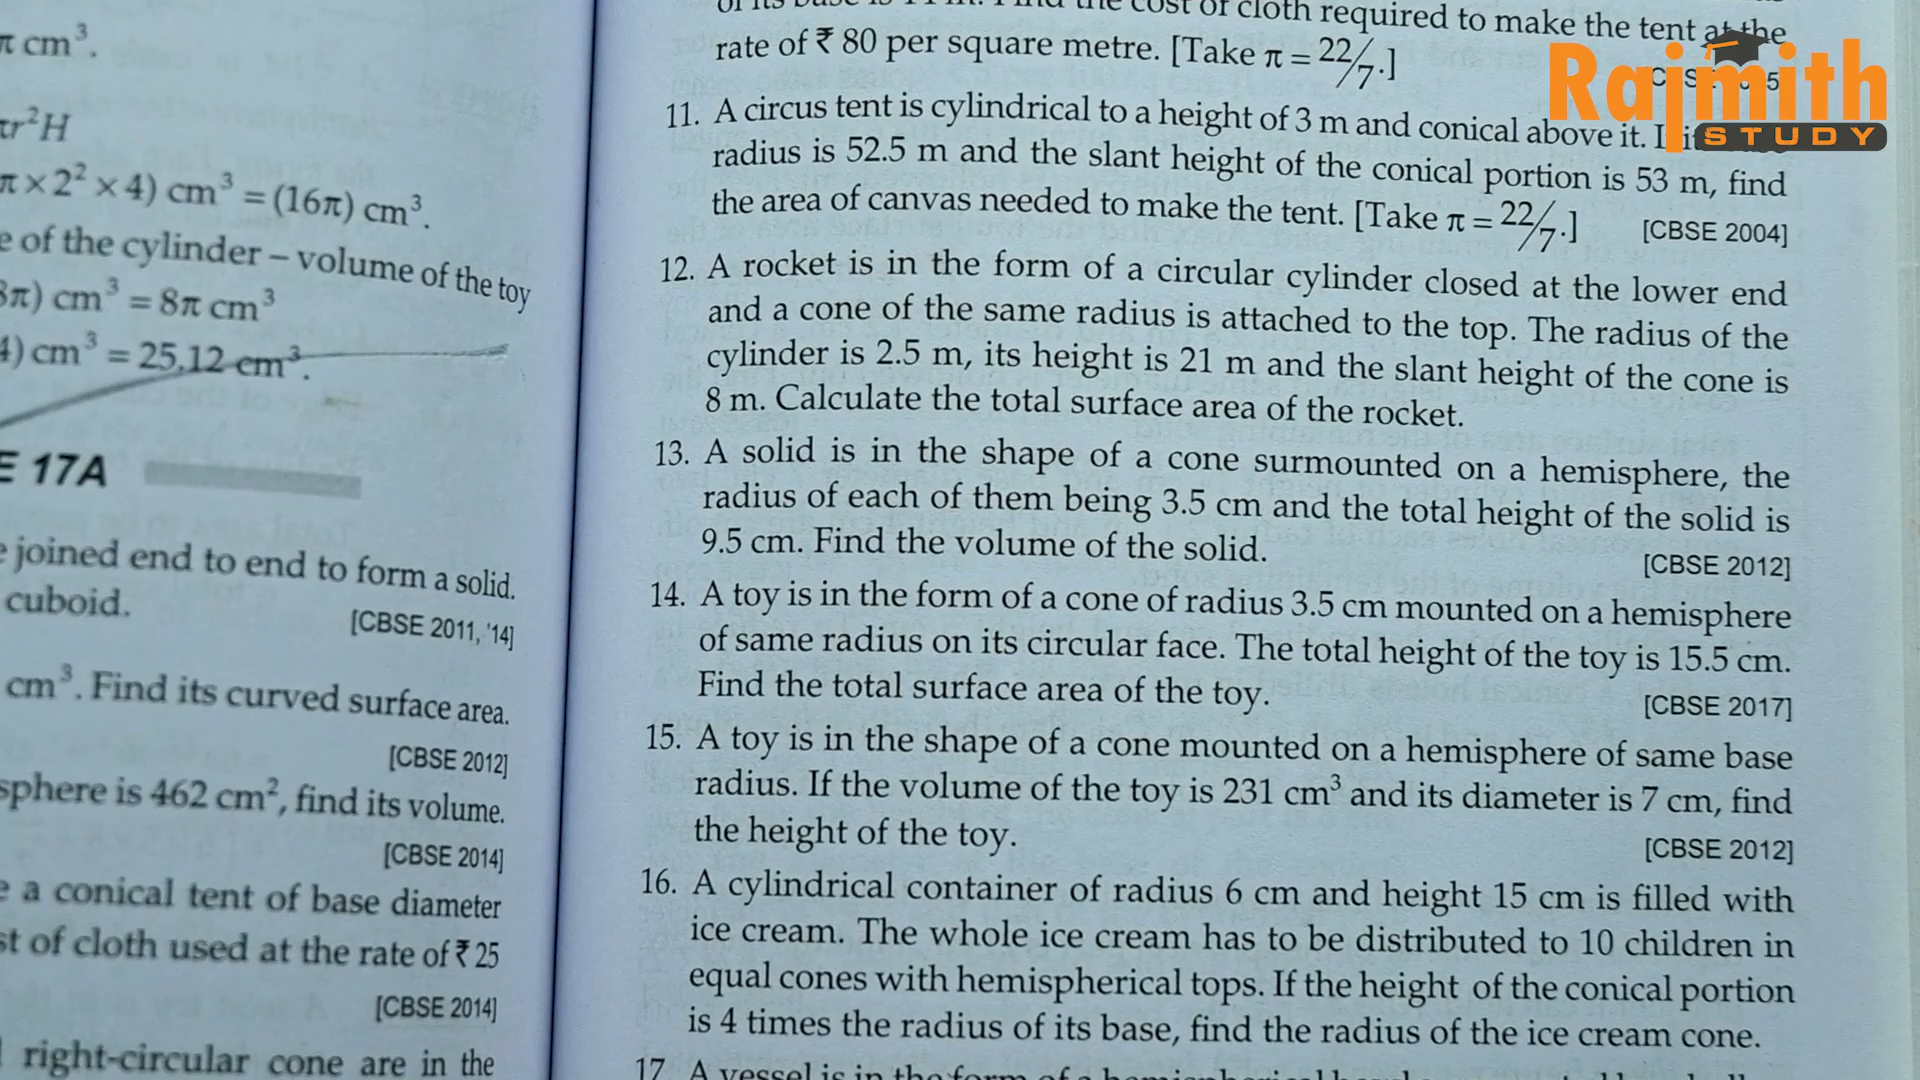 π cm³.
πr²H
π × 2² × 4) cm³ = (16π) cm³.
e of the cylinder – volume of the toy
8π) cm³ = 8π cm³
4) cm³ = 25.12 cm³.
E 17A
joined end to end to form a solid.
cuboid.
[CBSE 2011, '14]
cm³. Find its curved surface area.
[CBSE 2012]
sphere is 462 cm², find its volume.
[CBSE 2014]
a conical tent of base diameter
st of cloth used at the rate of ₹ 25
[CBSE 2014]
right-circular cone are in the
the cost of cloth required to make the tent at the
rate of ₹ 80 per square metre. [Take π = 22/7.]
11. A circus tent is cylindrical to a height of 3 m and conical above it.
radius is 52.5 m and the slant height of the conical portion is 53 m, find
the area of canvas needed to make the tent. [Take π = 22/7.] [CBSE 2004]
12. A rocket is in the form of a circular cylinder closed at the lower end
and a cone of the same radius is attached to the top. The radius of the
cylinder is 2.5 m, its height is 21 m and the slant height of the cone is
8 m. Calculate the total surface area of the rocket.
13. A solid is in the shape of a cone surmounted on a hemisphere, the
radius of each of them being 3.5 cm and the total height of the solid is
9.5 cm. Find the volume of the solid. [CBSE 2012]
14. A toy is in the form of a cone of radius 3.5 cm mounted on a hemisphere
of same radius on its circular face. The total height of the toy is 15.5 cm.
Find the total surface area of the toy. [CBSE 2017]
15. A toy is in the shape of a cone mounted on a hemisphere of same base
radius. If the volume of the toy is 231 cm³ and its diameter is 7 cm, find
the height of the toy. [CBSE 2012]
16. A cylindrical container of radius 6 cm and height 15 cm is filled with
ice cream. The whole ice cream has to be distributed to 10 children in
equal cones with hemispherical tops. If the height of the conical portion
is 4 times the radius of its base, find the radius of the ice cream cone.
17. A vessel is in the form of a
Rajmith
STUDY